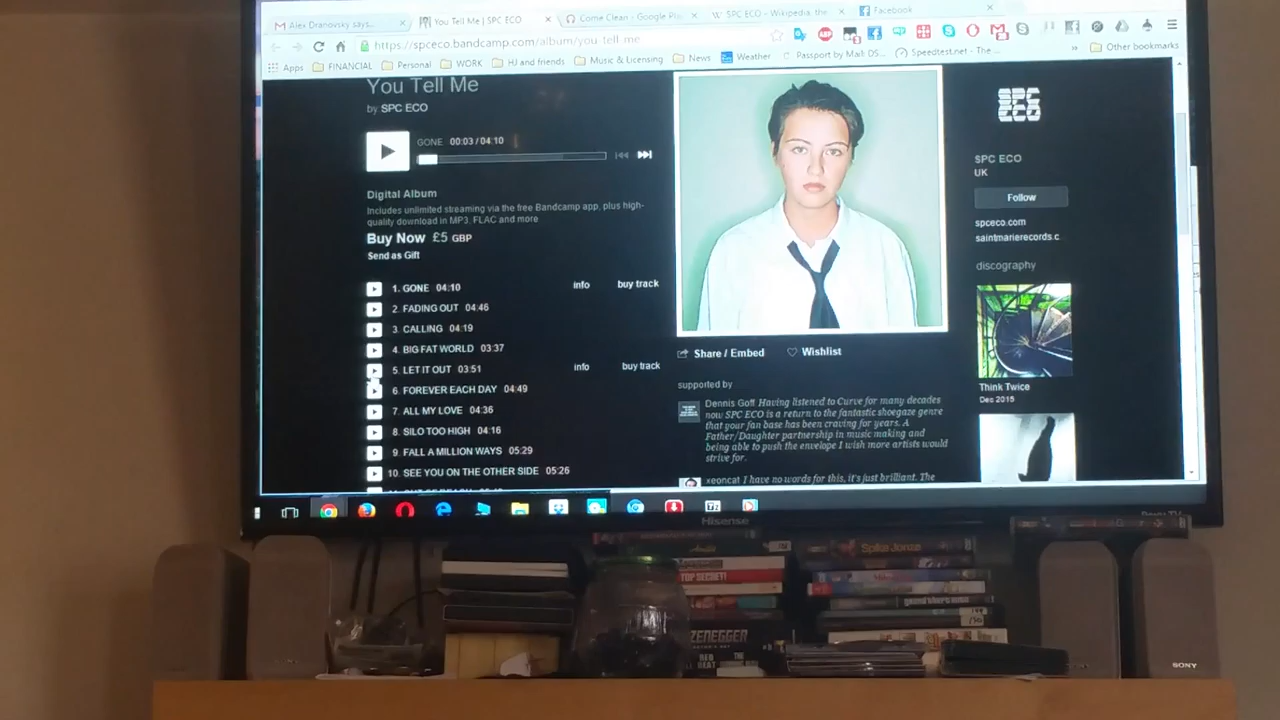 Alex Dranovsky says...
You Tell Me | SPC ECO
Come Clean - Google Pl
SPC ECO - Wikipedia, the
Facebook
https://spceco.bandcamp.com/album/you-tell-me
Apps
FINANCIAL
Personal
WORK
HJ and friends
Music & Licensing
News
Weather
Passport by Maili DS...
Speedtest.net - The ...
Other bookmarks
You Tell Me
by SPC ECO
GONE 00:03 / 04:10
Digital Album
Includes unlimited streaming via the free Bandcamp app, plus high-
quality download in MP3, FLAC and more
Buy Now £5 GBP
Send as Gift
1. GONE 04:10 info buy track
2. FADING OUT 04:46
3. CALLING 04:19
4. BIG FAT WORLD 03:37
5. LET IT OUT 03:51 info buy track
6. FOREVER EACH DAY 04:49
7. ALL MY LOVE 04:36
8. SILO TOO HIGH 04:16
9. FALL A MILLION WAYS 05:29
10. SEE YOU ON THE OTHER SIDE 05:26
Share / Embed
Wishlist
supported by
Dennis Goff Having listened to Curve for many decades
now SPC ECO is a return to the fantastic shoegaze genre
that your fan base has been craving for years. A
Father/Daughter partnership in music making and
being able to push the envelope I wish more artists would
strive for.
xeoncat I have no words for this, it's just brilliant. The
SPC
ECO
SPC ECO
UK
Follow
spceco.com
saintmarierecords.c
discography
Think Twice
Dec 2015
Hisense
Roku TV
Spike Jonze
TOP SECRET!
ZENEGGER
RED
HEAT
THE
SONY